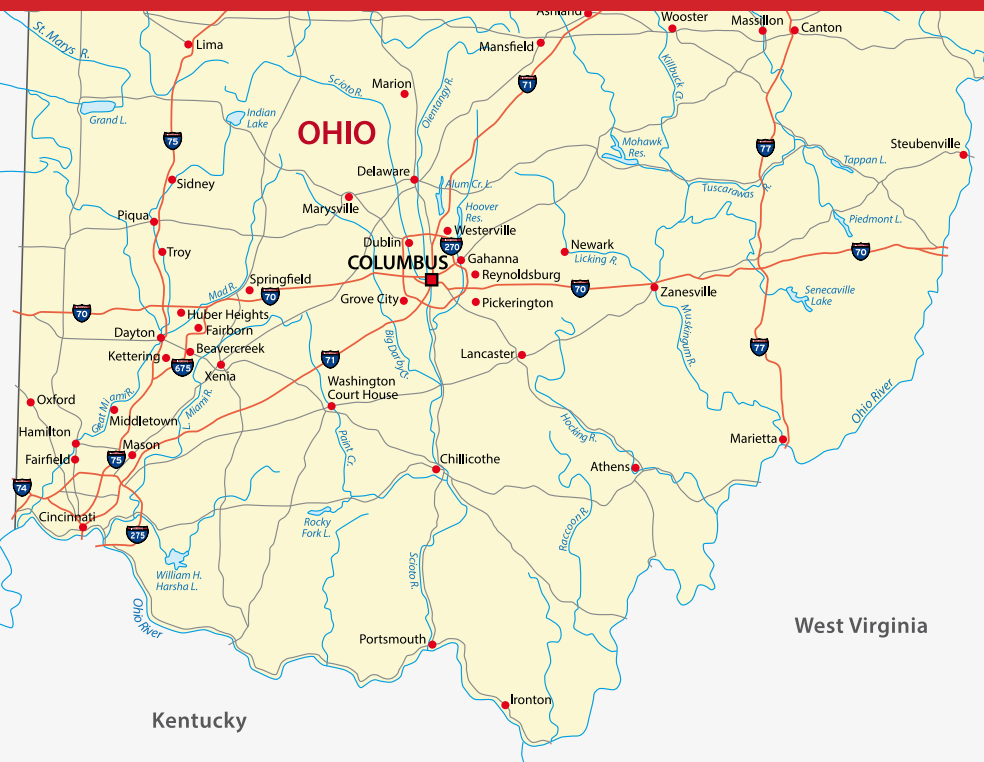 Ashland
Wooster
Massillon
Canton
St. Marys R.
Lima
Mansfield
71
Killbuck Cr.
Scioto R.
Marion
Olentangy R.
Grand L.
Indian
Lake
OHIO
75
77
Mohawk
Res.
Steubenville
Tappan L.
Sidney
Delaware
Alum Cr. L.
Tuscarawas R.
Marysville
Piqua
Hoover
Res.
Piedmont L.
Westerville
Troy
Dublin
270
Newark
70
COLUMBUS
Gahanna
Licking R.
Springfield
Reynoldsburg
Mad R.
70
Grove City
70
Zanesville
Senecaville
Lake
Pickerington
70
Huber Heights
Fairborn
Muskingum R.
Dayton
Beavercreek
Big Darby Cr.
77
Kettering
675
71
Lancaster
Xenia
Washington
Court House
Oxford
Great Miami R.
L. Miami R.
Ohio River
Middletown
Hamilton
Mason
Paint Cr.
Hocking R.
Marietta
Fairfield
75
Chillicothe
Athens
74
Cincinnati
Rocky
Fork L.
Raccoon R.
275
William H.
Harsha L.
Scioto R.
Ohio River
West Virginia
Portsmouth
Ironton
Kentucky